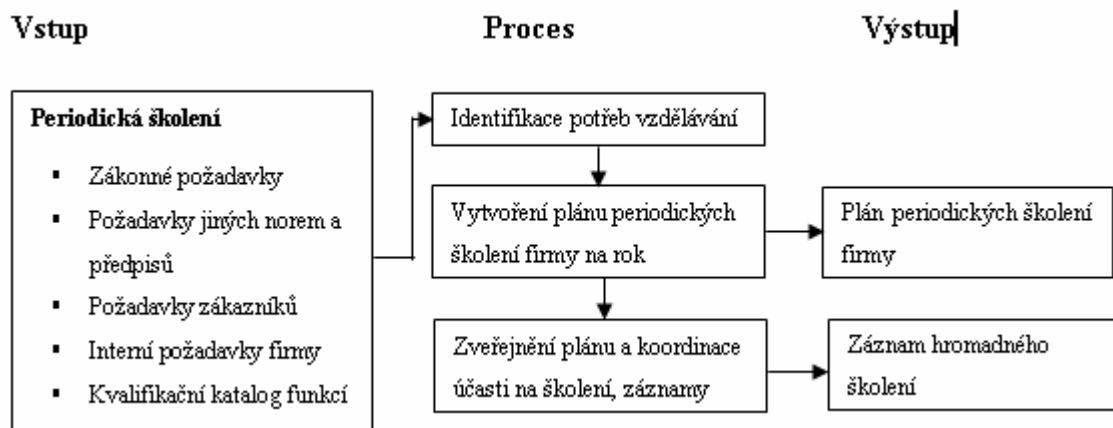 Vstup Proces Výstup
Periodická školení
Zákonné požadavky
Požadavky jiných norem a
předpisů
Požadavky zákazníků
Interní požadavky firmy
Kvalifikační katalog funkcí
Identifikace potřeb vzdělávání
Vytvoření plánu periodických
školení firmy na rok
Zveřejnění plánu a koordinace
účasti na školení, záznamy
Plán periodických školení
firmy
Záznam hromadného
školení